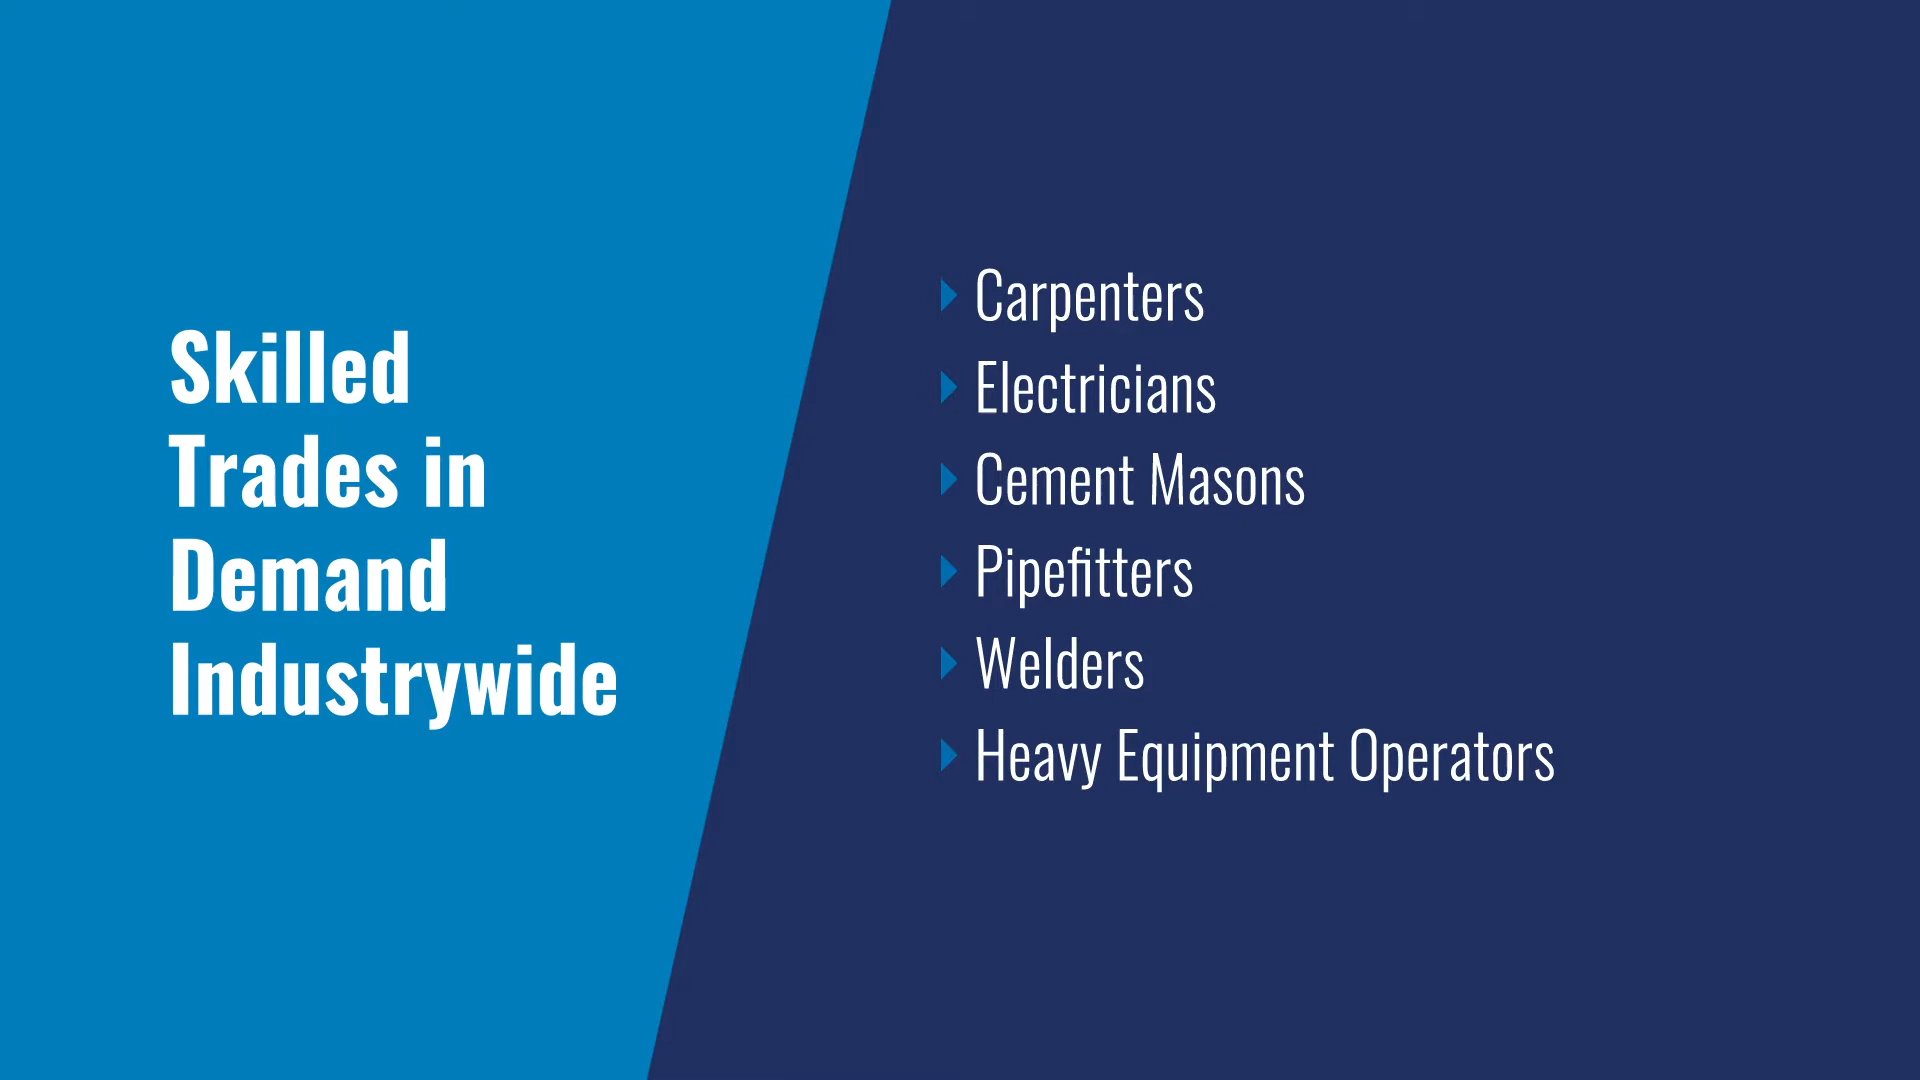 Skilled
Trades in
Demand
Industrywide
Carpenters
Electricians
Cement Masons
Pipefitters
Welders
Heavy Equipment Operators